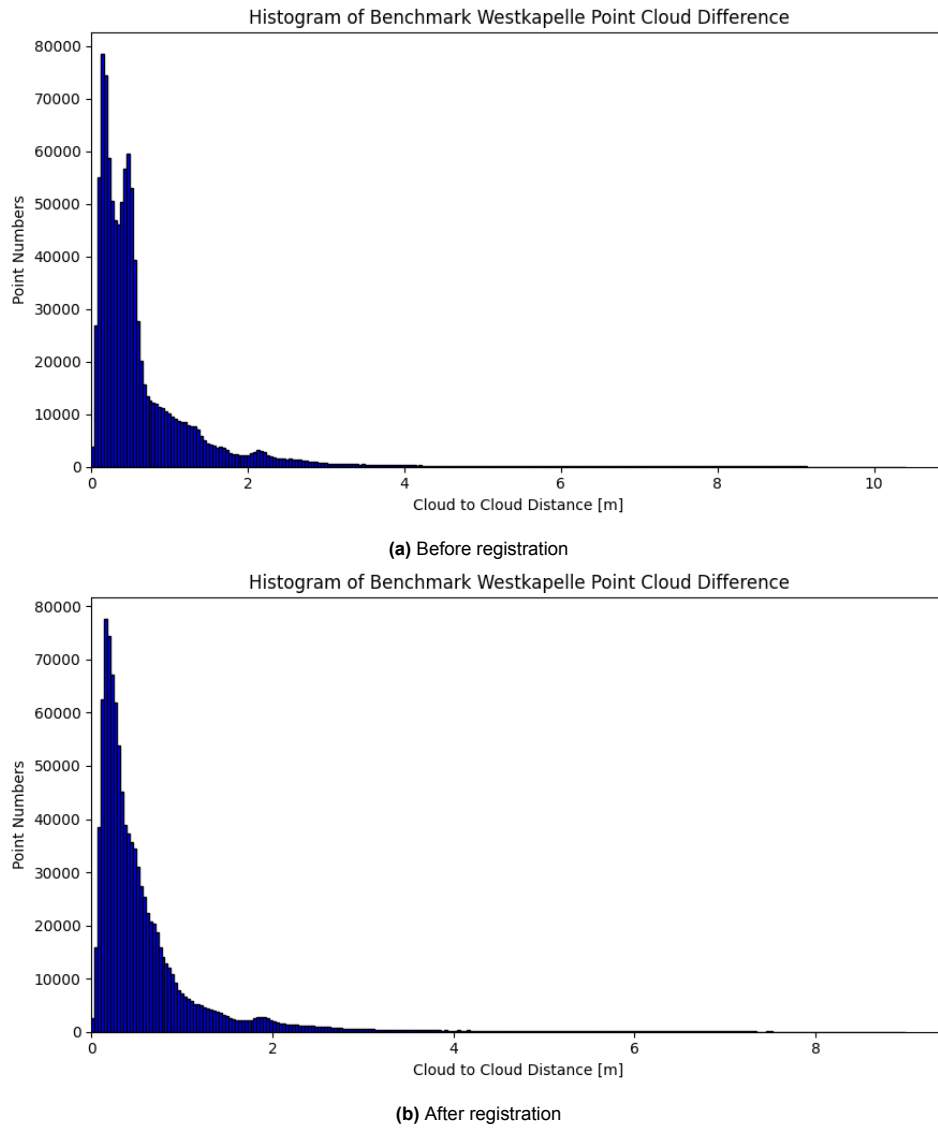 Histogram of Benchmark Westkapelle Point Cloud Difference
80000
70000
60000
50000
40000
30000
20000
10000
0
Point Numbers
0 2 4 6 8 10
Cloud to Cloud Distance [m]
(a) Before registration
Histogram of Benchmark Westkapelle Point Cloud Difference
80000
70000
60000
50000
40000
30000
20000
10000
0
Point Numbers
0 2 4 6 8
Cloud to Cloud Distance [m]
(b) After registration